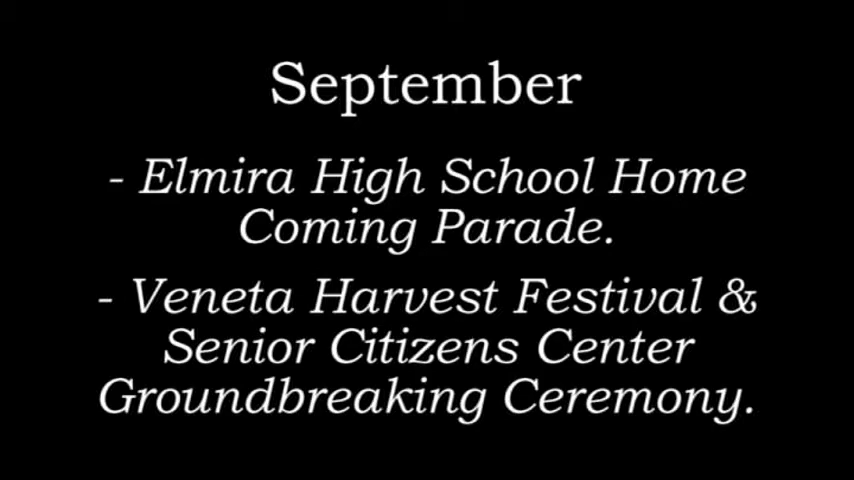 September
- Elmira High School Home
Coming Parade.
- Veneta Harvest Festival &
Senior Citizens Center
Groundbreaking Ceremony.